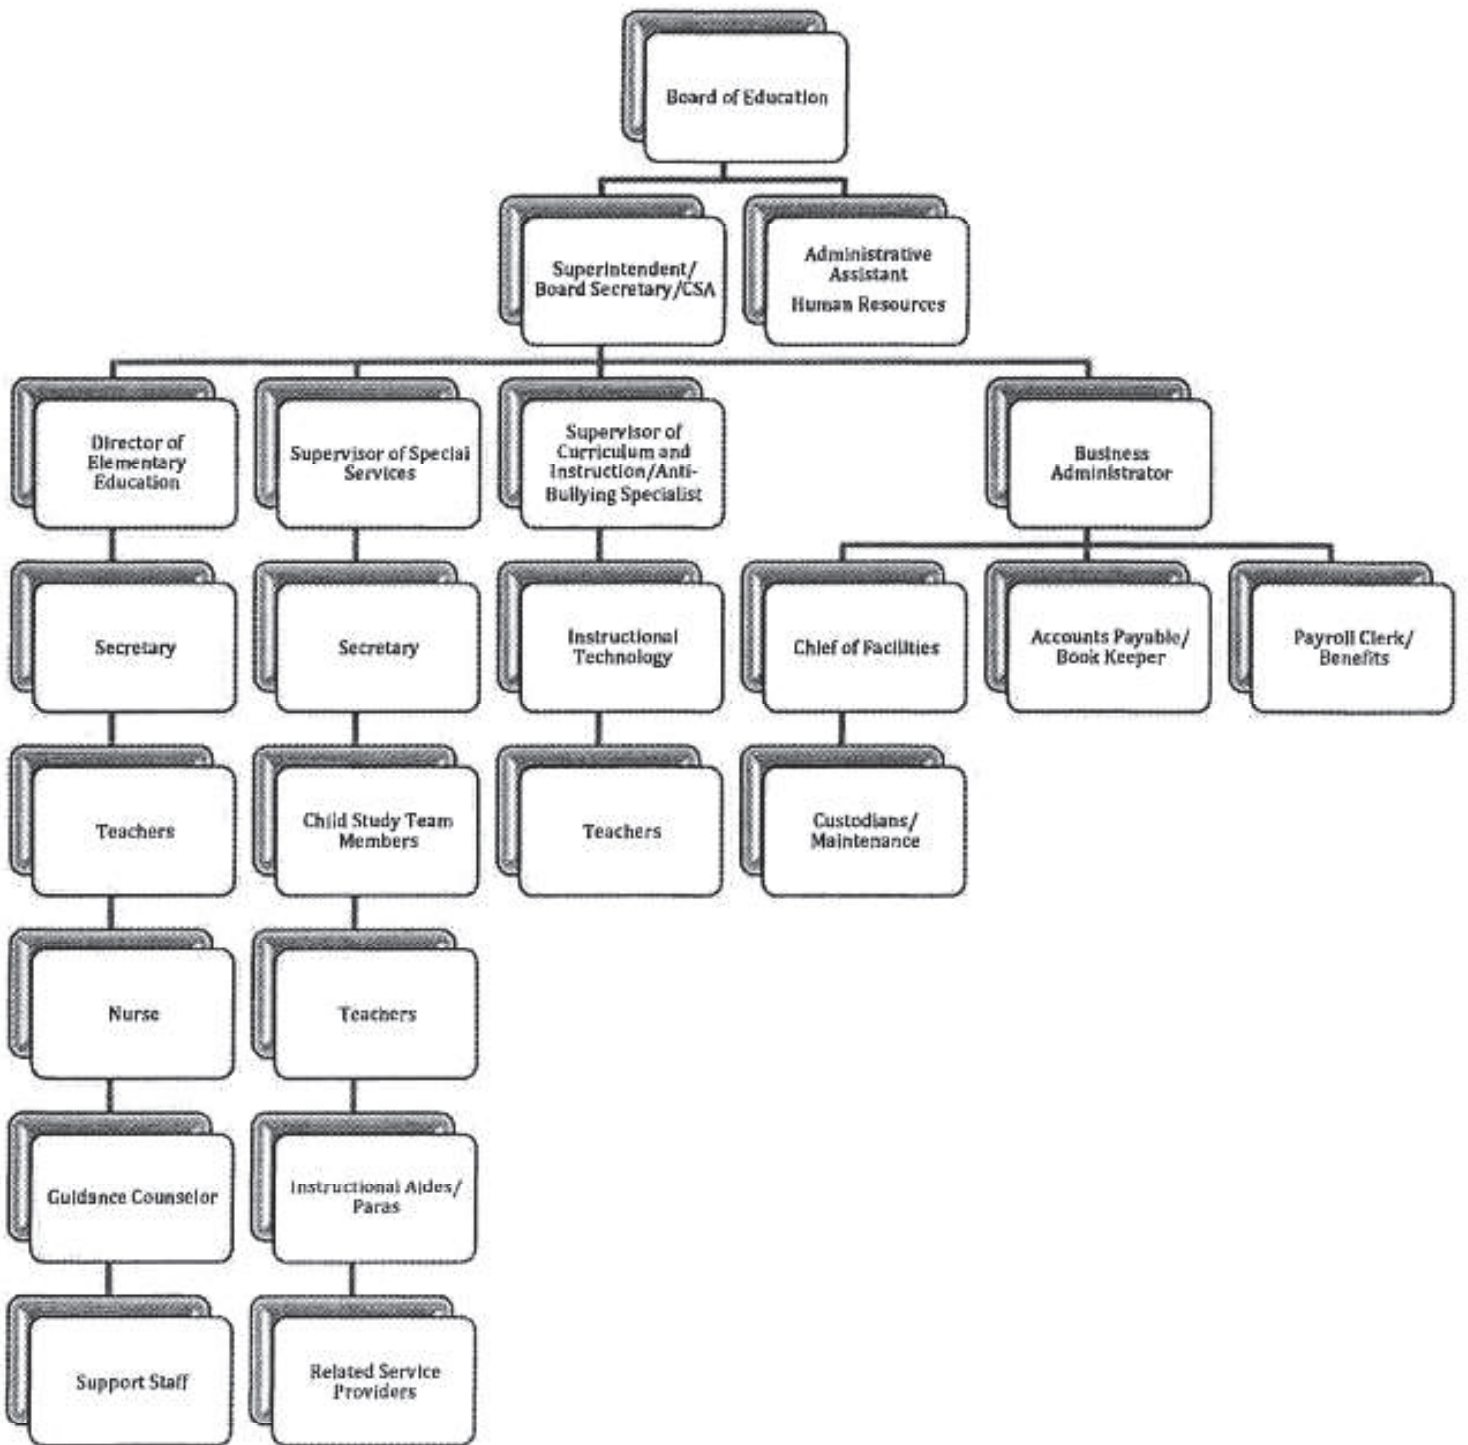 Board of Education
Superintendent/
Board Secretary/CSA
Administrative
Assistant
Human Resources
Director of
Elementary
Education
Supervisor of Special
Services
Supervisor of
Curriculum and
Instruction/Anti-
Bullying Specialist
Business
Administrator
Secretary
Secretary
Instructional
Technology
Chief of Facilities
Accounts Payable/
Book Keeper
Payroll Clerk/
Benefits
Teachers
Child Study Team
Members
Teachers
Custodians/
Maintenance
Nurse
Teachers
Guidance Counselor
Instructional Aides/
Paras
Support Staff
Related Service
Providers